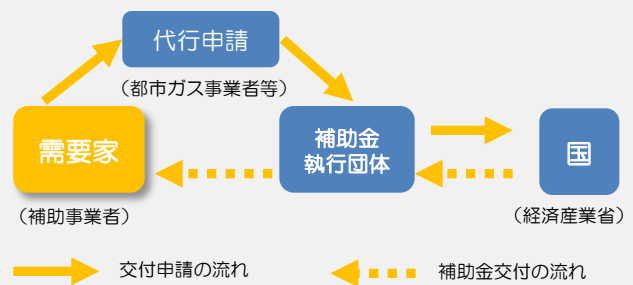 代行申請
（都市ガス事業者等）
需要家
（補助事業者）
補助金
執行団体
国
（経済産業省）
交付申請の流れ
補助金交付の流れ